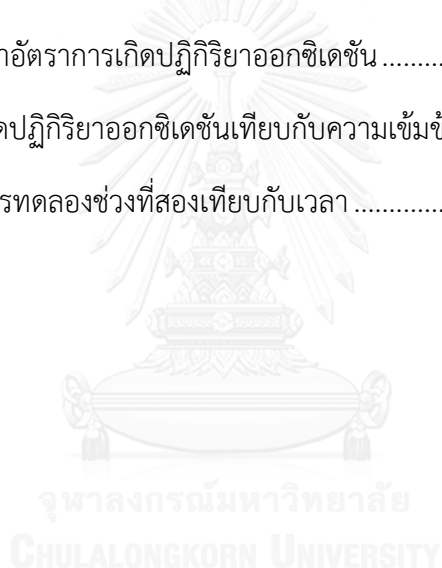 าอัตราการเกิดปฏิกิริยาออกซิเดชัน ..........
ดปฏิกิริยาออกซิเดชันเทียบกับความเข้มข้
รทดลองช่วงที่สองเทียบกับเวลา ..............
จุฬาลงกรณ์มหาวิทยาลัย
CHULALONGKORN UNIVERSITY